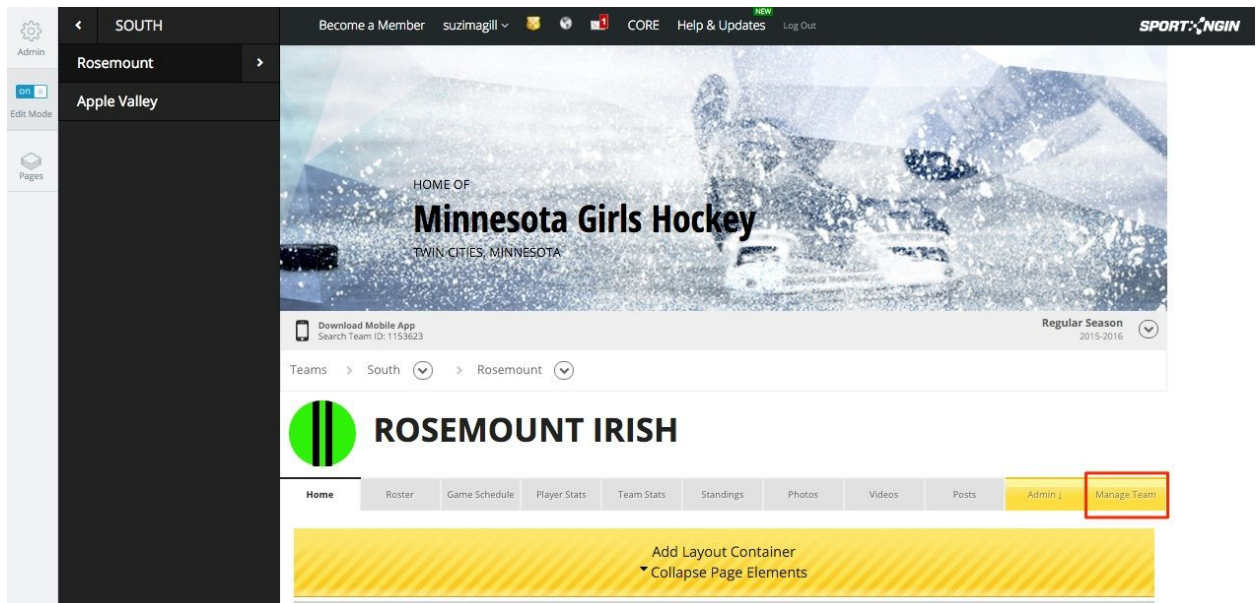 Admin
on
Edit Mode
Pages
SOUTH
Rosemount
Apple Valley
Become a Member suzimagill 1 CORE Help & Updates NEW Log Out
SPORT NGIN
HOME OF
Minnesota Girls Hockey
TWIN CITIES, MINNESOTA
Download Mobile App
Search Team ID: 1153623
Regular Season
2015-2016
Teams > South > Rosemount
ROSEMOUNT IRISH
Home Roster Game Schedule Player Stats Team Stats Standings Photos Videos Posts Admin ↓ Manage Team
Add Layout Container
Collapse Page Elements